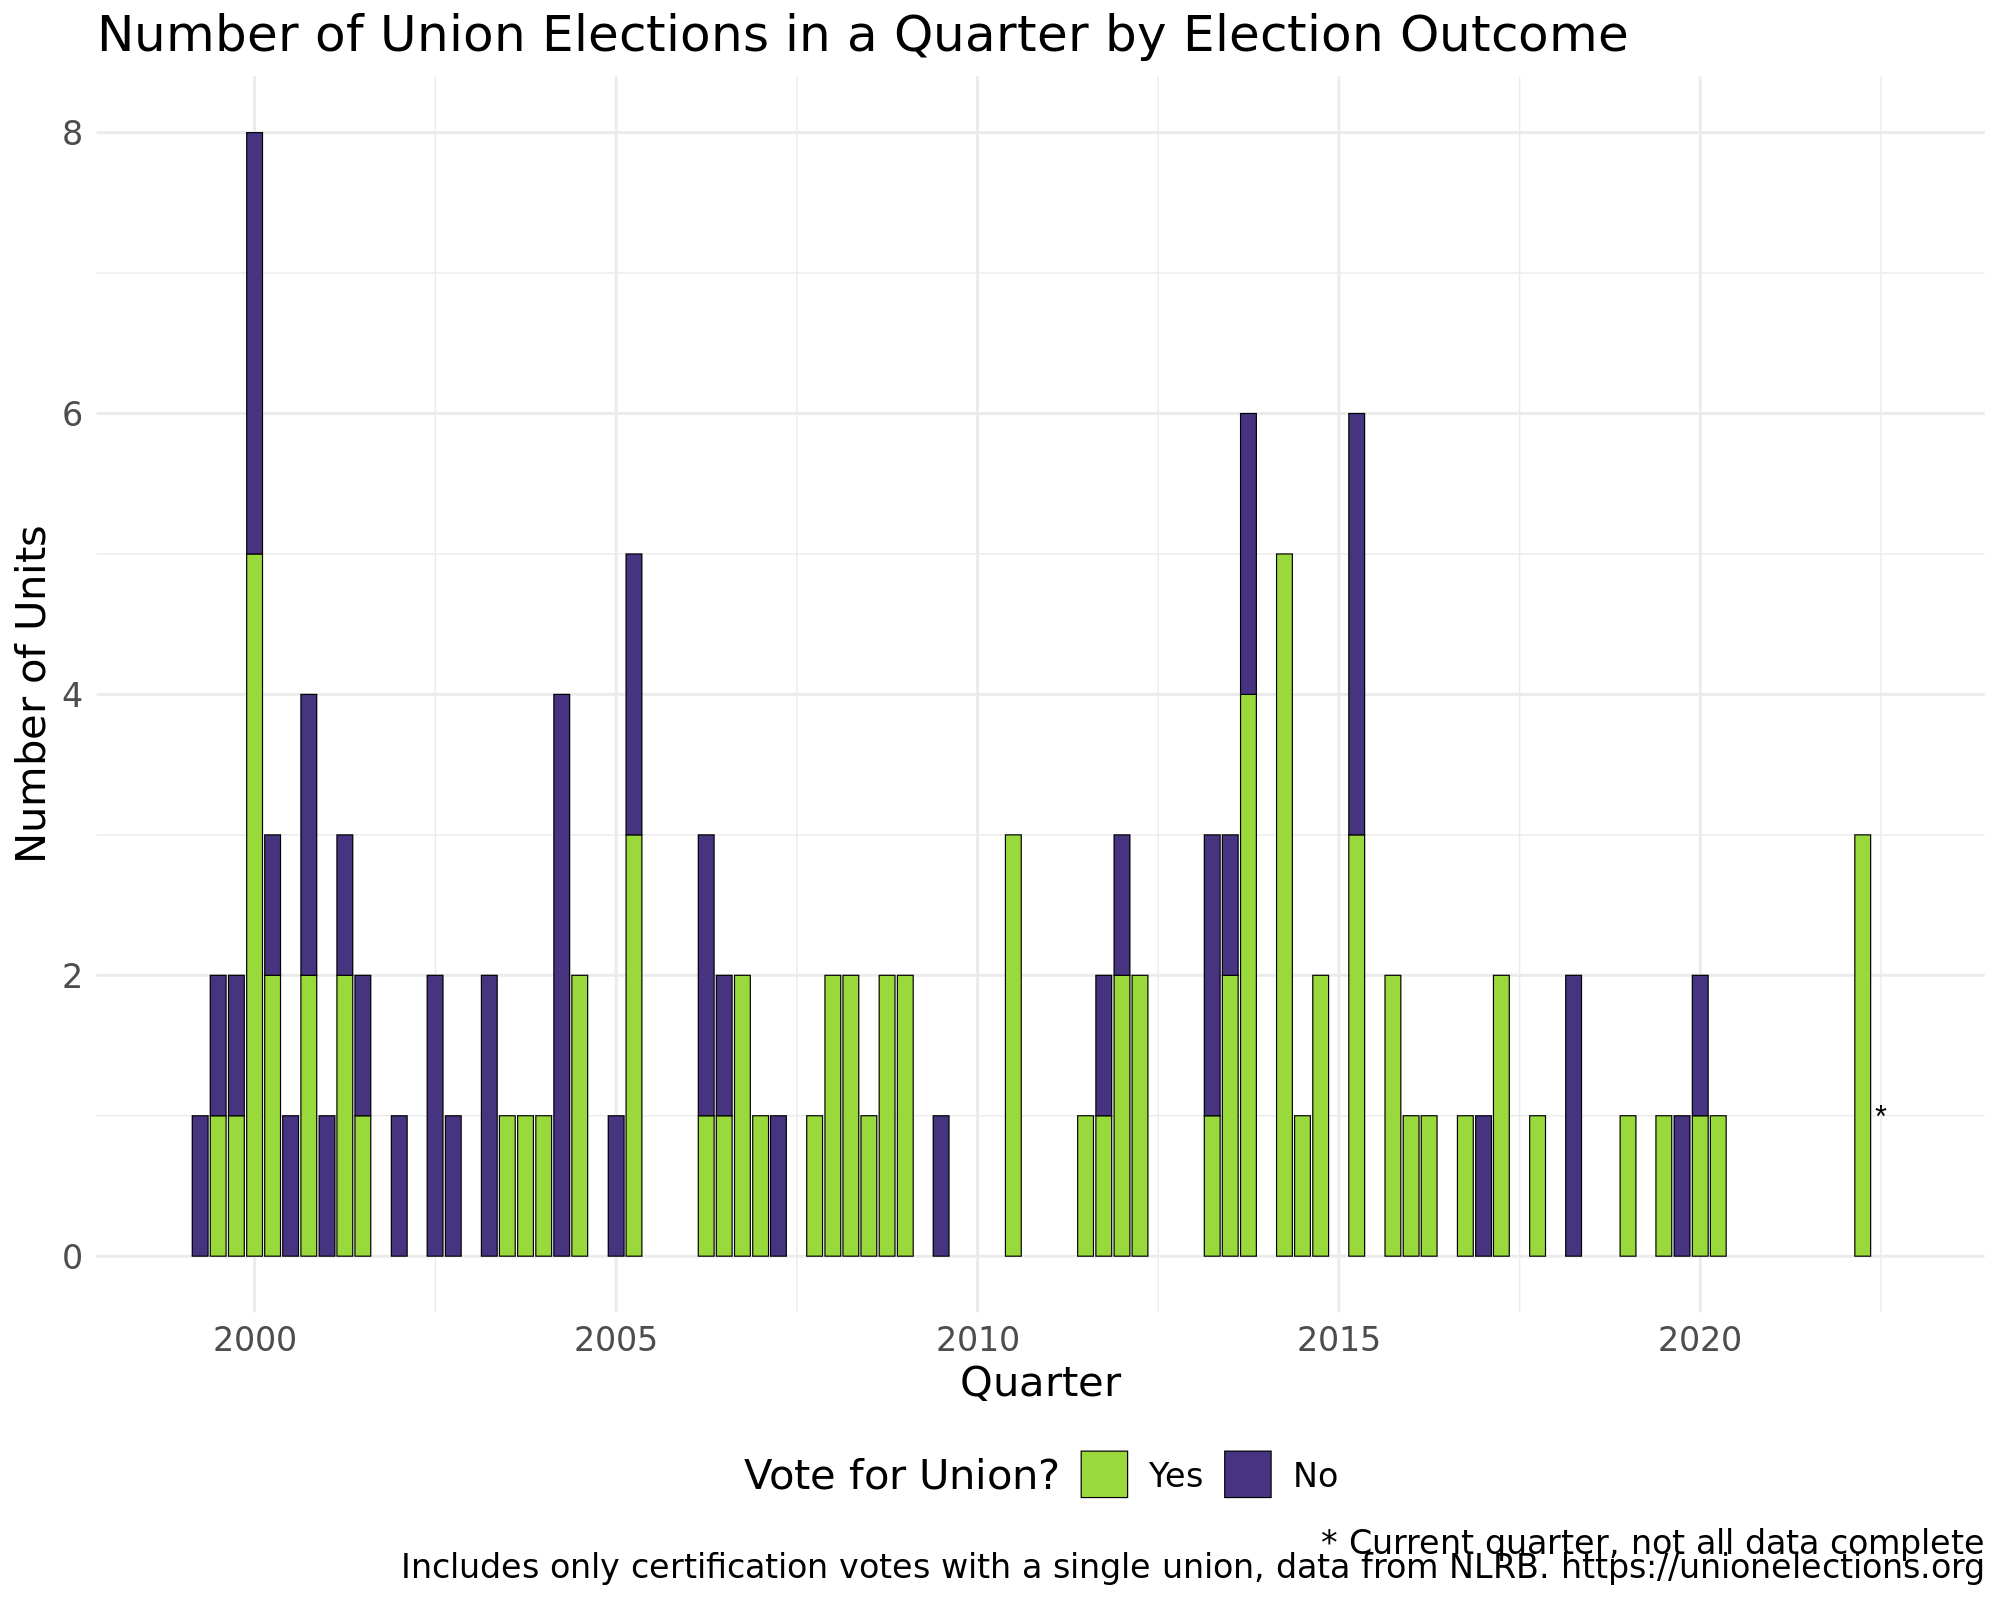 Number of Union Elections in a Quarter by Election Outcome
8
6
4
2
0
Number of Units
*
2000 2005 2010 2015 2020
Quarter
Vote for Union? Yes No
* Current quarter, not all data complete
Includes only certification votes with a single union, data from NLRB. https://unionelections.org